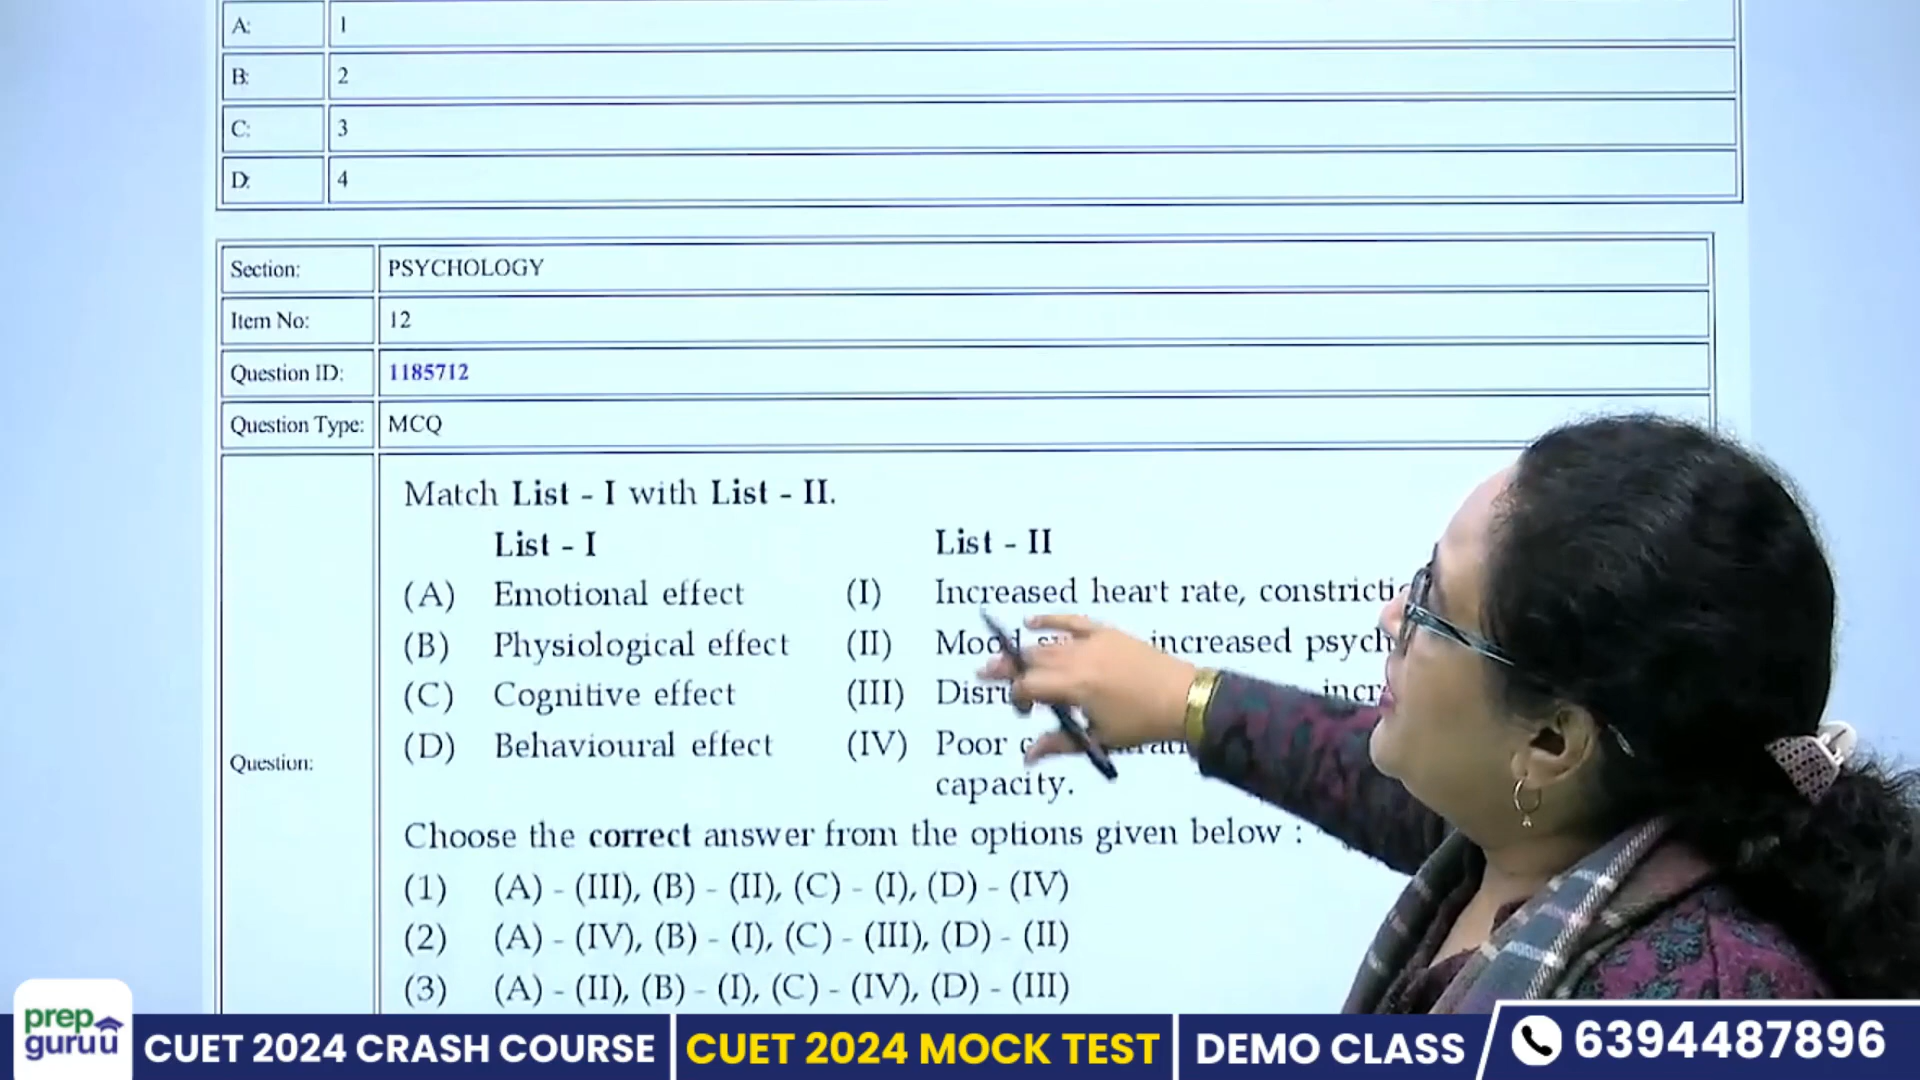 A: 1
B: 2
C: 3
D: 4
Section: PSYCHOLOGY
Item No: 12
Question ID: 1185712
Question Type: MCQ
Question:
Match List - I with List - II.
List - I List - II
(A) Emotional effect (I) Increased heart rate,
(B) Physiological effect (II) Mood increased
(C) Cognitive effect (III)
(D) Behavioural effect (IV) Poor
capacity.
Choose the correct answer from the options given below :
(1) (A) - (III), (B) - (II), (C) - (I), (D) - (IV)
(2) (A) - (IV), (B) - (I), (C) - (III), (D) - (II)
(3) (A) - (II), (B) - (I), (C) - (IV), (D) - (III)
prep guruu
CUET 2024 CRASH COURSE CUET 2024 MOCK TEST DEMO CLASS 6394487896